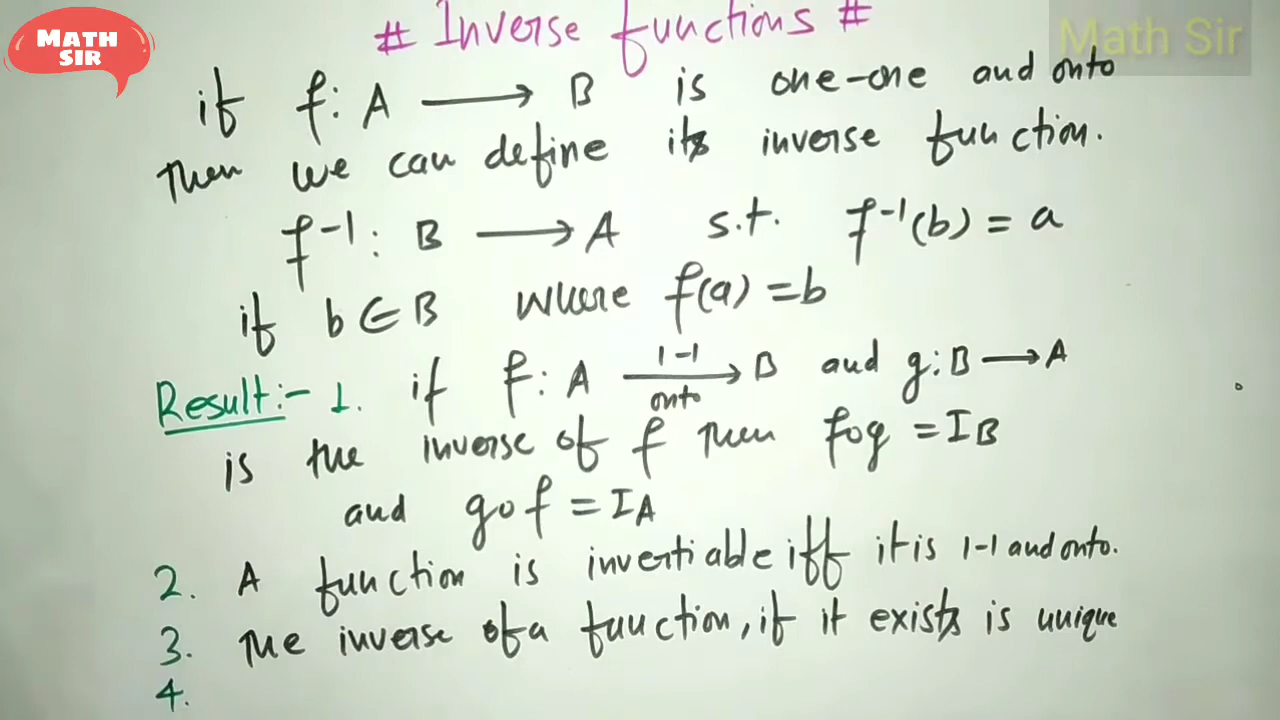 MATH
SIR
Math Sir
# Inverse functions #
if f: A ⟶ B is one-one and onto
Then we can define its inverse function.
f⁻¹: B ⟶ A s.t. f⁻¹(b) = a
if b ∈ B where f(a) = b
Result:- 1. if f: A 1-1 ⟶ onto B and g: B ⟶ A
is the inverse of f Then fog = I_B
and gof = I_A
2. A function is invertiable iff it is 1-1 and onto.
3. The inverse of a function, if it exists is unique
4.